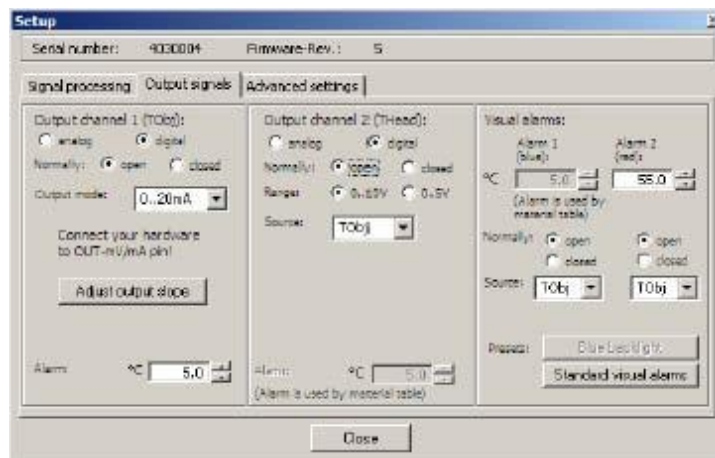 Setup
Serial number: 4030004 Firmware-Rev.: 5
Signal processing Output signals Advanced settings
Output channel 1 (TObj):
analog digital
Normally: open closed
Output mode: 0..20mA
Connect your hardware
to OUT-mV/mA pin!
Adjust output slope
Alarm: °C 5.0
Output channel 2 (THead):
analog digital
Normally: open closed
Range: 0..10V 0..5V
Source: TObj
Alarm: °C 5.0
(Alarm is used by material table)
Visual alarms:
Alarm 1 Alarm 2
(blue): (red):
°C 5.0 55.0
(Alarm is used by
material table)
Normally: open open
closed closed
Source: TObj TObj
Presets: Blue backlight
Standard visual alarms
Close